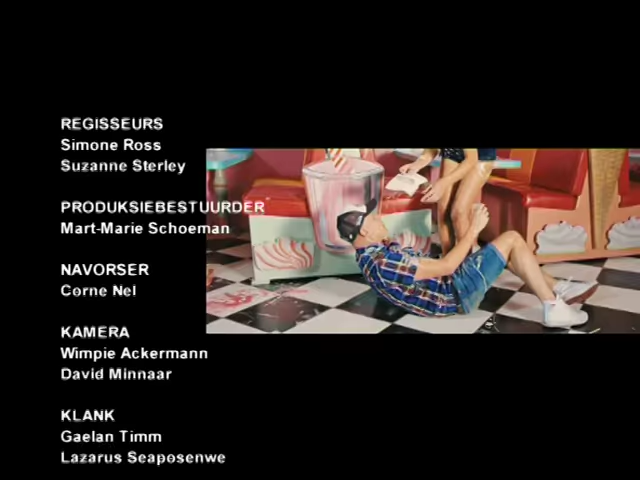 REGISSEURS
Simone Ross
Suzanne Sterley
PRODUKSIEBESTUURDER
Mart-Marie Schoeman
NAVORSER
Corne Nel
KAMERA
Wimpie Ackermann
David Minnaar
KLANK
Gaelan Timm
Lazarus Seaposenwe